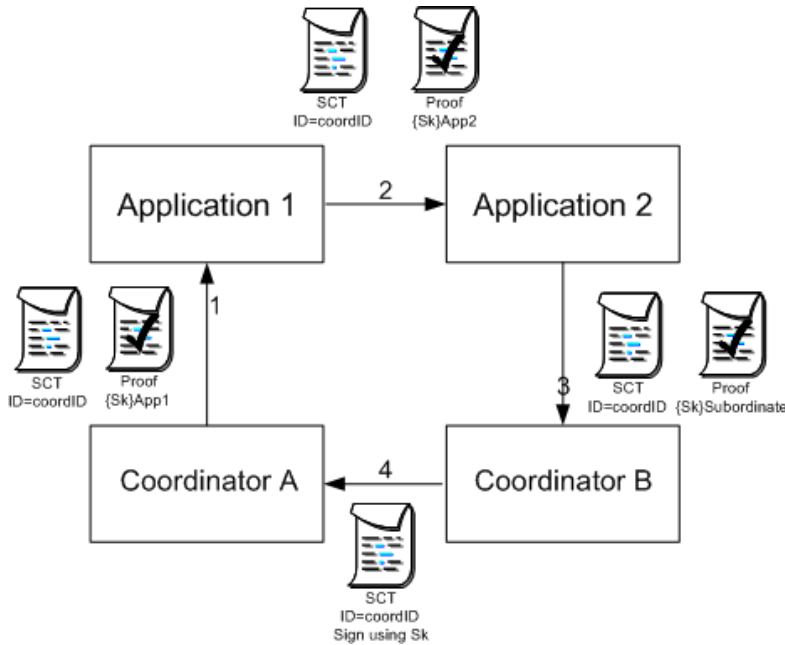 SCT
ID=coordID
Proof
{Sk}App2
Application 1
2
Application 2
1
SCT
ID=coordID
Proof
{Sk}App1
3
SCT
ID=coordID
Proof
{Sk}Subordinate
Coordinator A
4
Coordinator B
SCT
ID=coordID
Sign using Sk